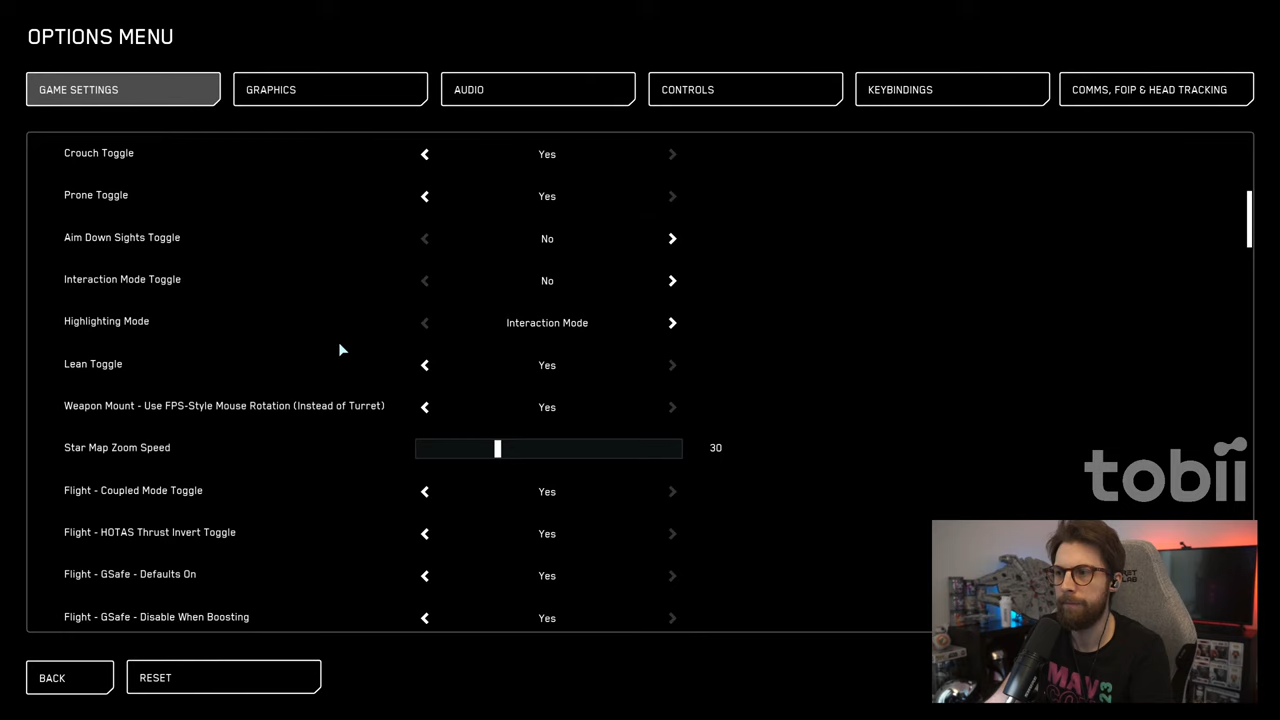 OPTIONS MENU
GAME SETTINGS
GRAPHICS
AUDIO
CONTROLS
KEYBINDINGS
COMMS, FOIP & HEAD TRACKING
Crouch Toggle
Yes
Prone Toggle
Yes
Aim Down Sights Toggle
No
Interaction Mode Toggle
No
Highlighting Mode
Interaction Mode
Lean Toggle
Yes
Weapon Mount - Use FPS-Style Mouse Rotation (Instead of Turret)
Yes
Star Map Zoom Speed
30
Flight - Coupled Mode Toggle
Yes
Flight - HOTAS Thrust Invert Toggle
Yes
Flight - GSafe - Defaults On
Yes
Flight - GSafe - Disable When Boosting
Yes
tobii
BACK
RESET